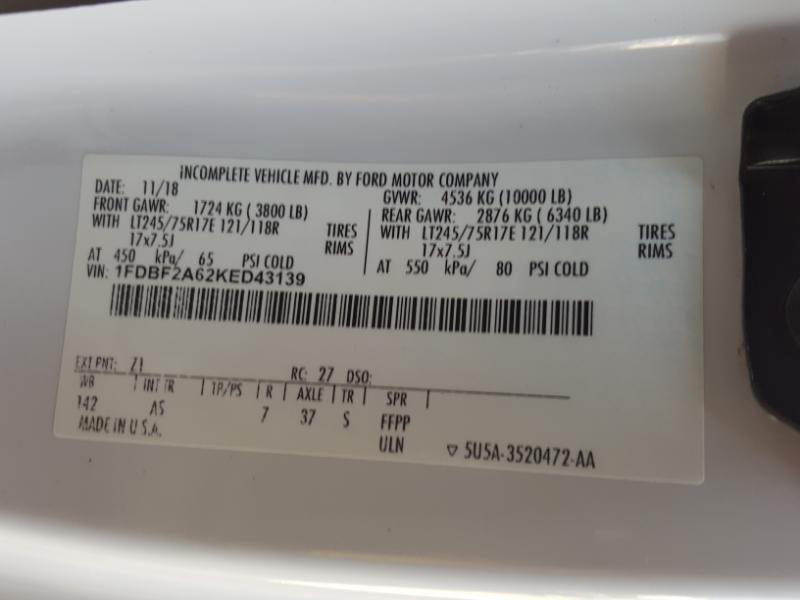 INCOMPLETE VEHICLE MFD. BY FORD MOTOR COMPANY
DATE: 11/18 GVWR: 4536 KG (10000 LB)
FRONT GAWR: 1724 KG ( 3800 LB) REAR GAWR: 2876 KG ( 6340 LB)
WITH LT245/75R17E 121/118R TIRES WITH LT245/75R17E 121/118R TIRES
17x7.5J RIMS 17x7.5J RIMS
AT 450 kPa/ 65 PSI COLD AT 550 kPa/ 80 PSI COLD
VIN: 1FDBF2A62KED43139
EXT PNT: Z1 RC: 27 DSO:
WB | INT TR | TP/PS | R | AXLE | TR | SPR |
142 AS 7 37 S FFPP
MADE IN U.S.A. ULN ▽ 5U5A-3520472-AA